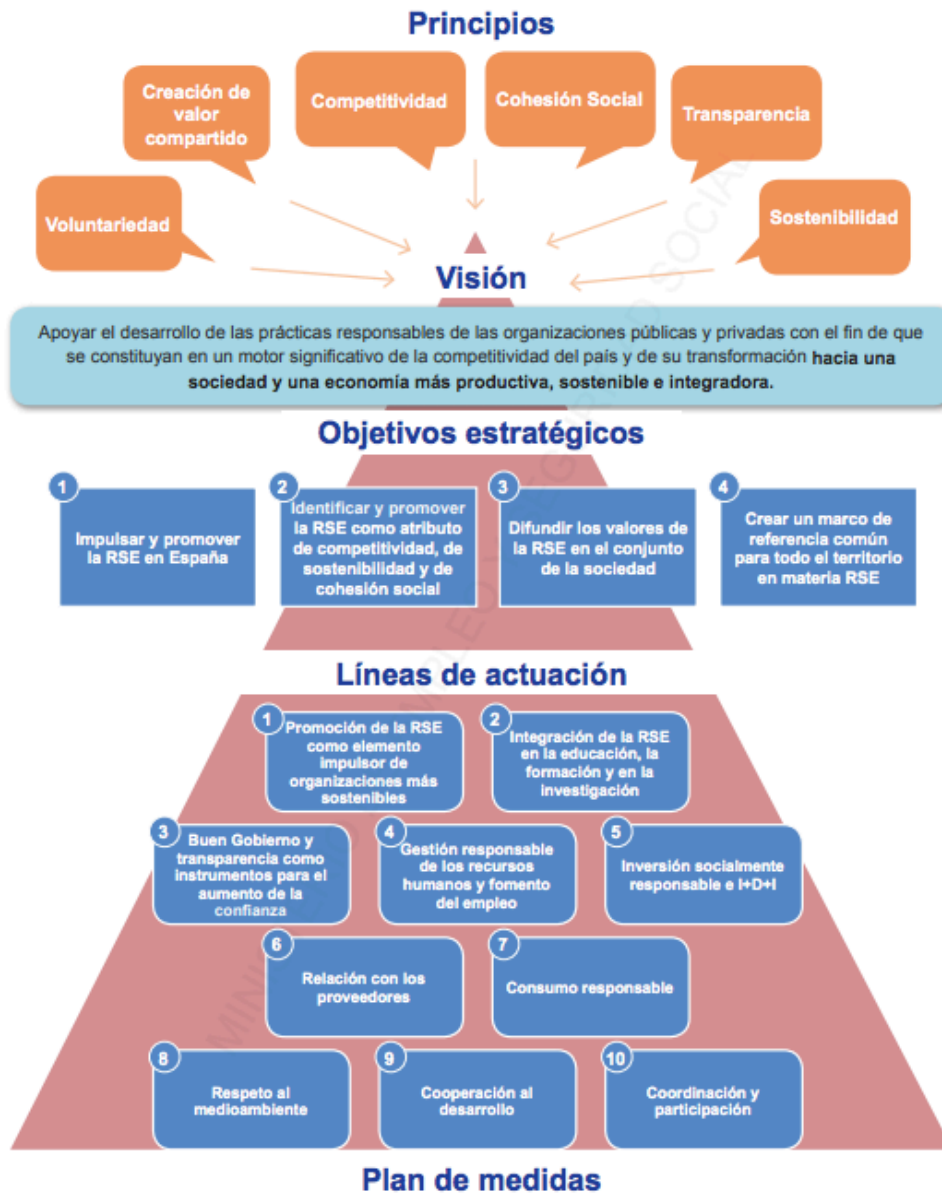 Principios
Creación de
valor
compartido
Competitividad
Cohesión Social
Transparencia
Voluntariedad
Sostenibilidad
Visión
Apoyar el desarrollo de las prácticas responsables de las organizaciones públicas y privadas con el fin de que
se constituyan en un motor significativo de la competitividad del país y de su transformación hacia una
sociedad y una economía más productiva, sostenible e integradora.
Objetivos estratégicos
1
Impulsar y promover
la RSE en España
2
Identificar y promover
la RSE como atributo
de competitividad, de
sostenibilidad y de
cohesión social
3
Difundir los valores de
la RSE en el conjunto
de la sociedad
4
Crear un marco de
referencia común
para todo el territorio
en materia RSE
Líneas de actuación
1
Promoción de la RSE
como elemento
impulsor de
organizaciones más
sostenibles
2
Integración de la RSE
en la educación, la
formación y en la
investigación
3
Buen Gobierno y
transparencia como
instrumentos para el
aumento de la
confianza
4
Gestión responsable
de los recursos
humanos y fomento
del empleo
5
Inversión socialmente
responsable e I+D+I
6
Relación con los
proveedores
7
Consumo responsable
8
Respeto al
medioambiente
9
Cooperación al
desarrollo
10
Coordinación y
participación
Plan de medidas